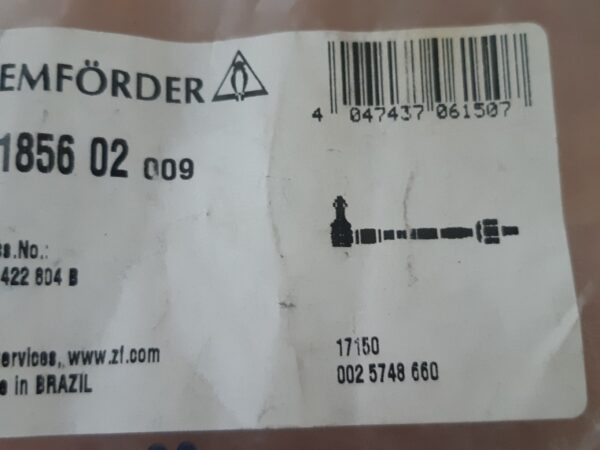 EMFÖRDER
4 047437 061507
1856 02 009
ss.No.:
422 804 B
ervices, www.zf.com
e in BRAZIL
17150
002 5748 660